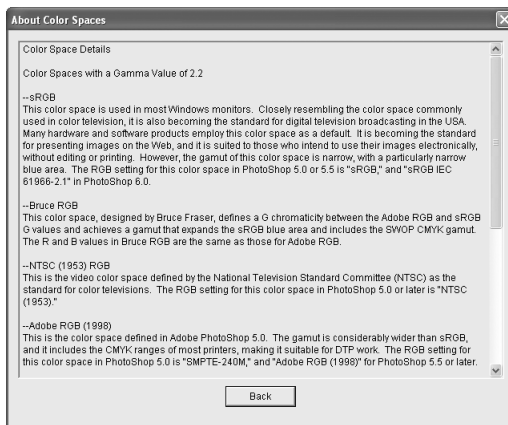 About Color Spaces
Color Space Details
Color Spaces with a Gamma Value of 2.2
--sRGB
This color space is used in most Windows monitors. Closely resembling the color space commonly
used in color television, it is also becoming the standard for digital television broadcasting in the USA.
Many hardware and software products employ this color space as a default. It is becoming the standard
for presenting images on the Web, and it is suited to those who intend to use their images electronically,
without editing or printing. However, the gamut of this color space is narrow, with a particularly narrow
blue area. The RGB setting for this color space in PhotoShop 5.0 or 5.5 is "sRGB," and "sRGB IEC
61966-2.1" in PhotoShop 6.0.
--Bruce RGB
This color space, designed by Bruce Fraser, defines a G chromaticity between the Adobe RGB and sRGB
G values and achieves a gamut that expands the sRGB blue area and includes the SWOP CMYK gamut.
The R and B values in Bruce RGB are the same as those for Adobe RGB.
--NTSC (1953) RGB
This is the video color space defined by the National Television Standard Committee (NTSC) as the
standard for color televisions. The RGB setting for this color space in PhotoShop 5.0 or later is "NTSC
(1953)."
--Adobe RGB (1998)
This is the color space defined in Adobe PhotoShop 5.0. The gamut is considerably wider than sRGB,
and it includes the CMYK ranges of most printers, making it suitable for DTP work. The RGB setting for
this color space in PhotoShop 5.0 is "SMPTE-240M," and "Adobe RGB (1998)" for PhotoShop 5.5 or later.
Back